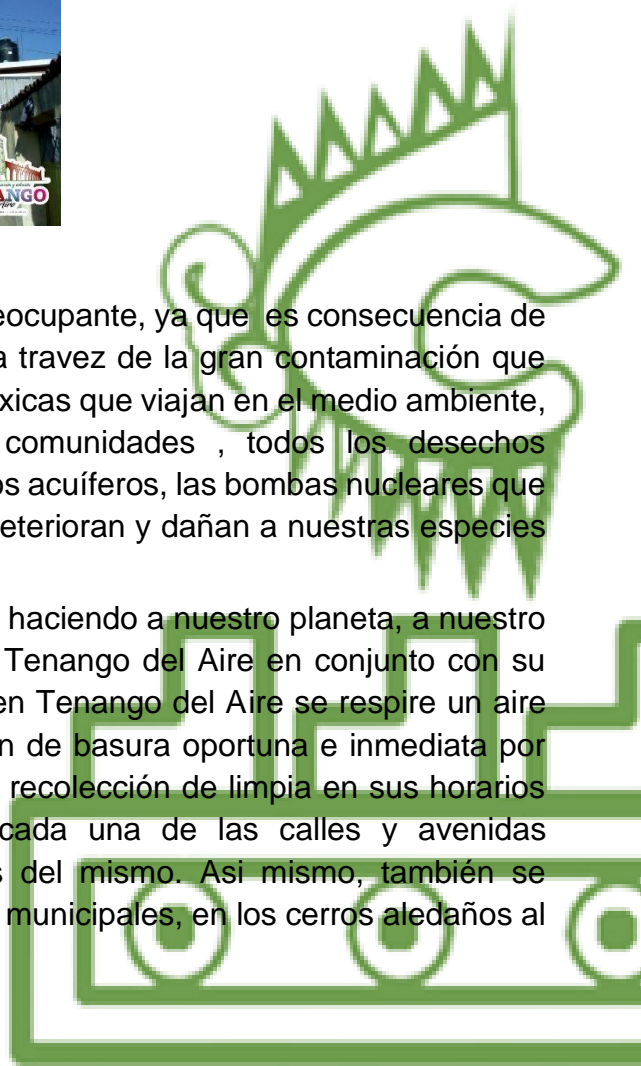 ANGO
eocupante, ya que es consecuencia de
a travez de la gran contaminación que
xicas que viajan en el medio ambiente,
comunidades , todos los desechos
os acuíferos, las bombas nucleares que
eterioran y dañan a nuestras especies
haciendo a nuestro planeta, a nuestro
Tenango del Aire en conjunto con su
en Tenango del Aire se respire un aire
n de basura oportuna e inmediata por
recolección de limpia en sus horarios
cada una de las calles y avenidas
s del mismo. Asi mismo, también se
municipales, en los cerros aledaños al